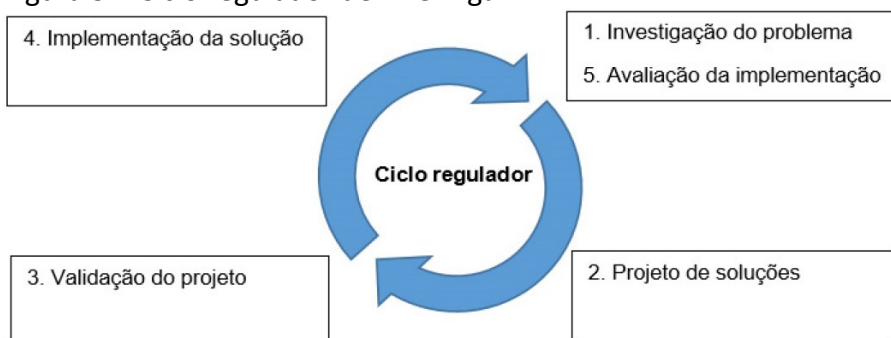 4. Implementação da solução
1. Investigação do problema
5. Avaliação da implementação
Ciclo regulador
3. Validação do projeto
2. Projeto de soluções